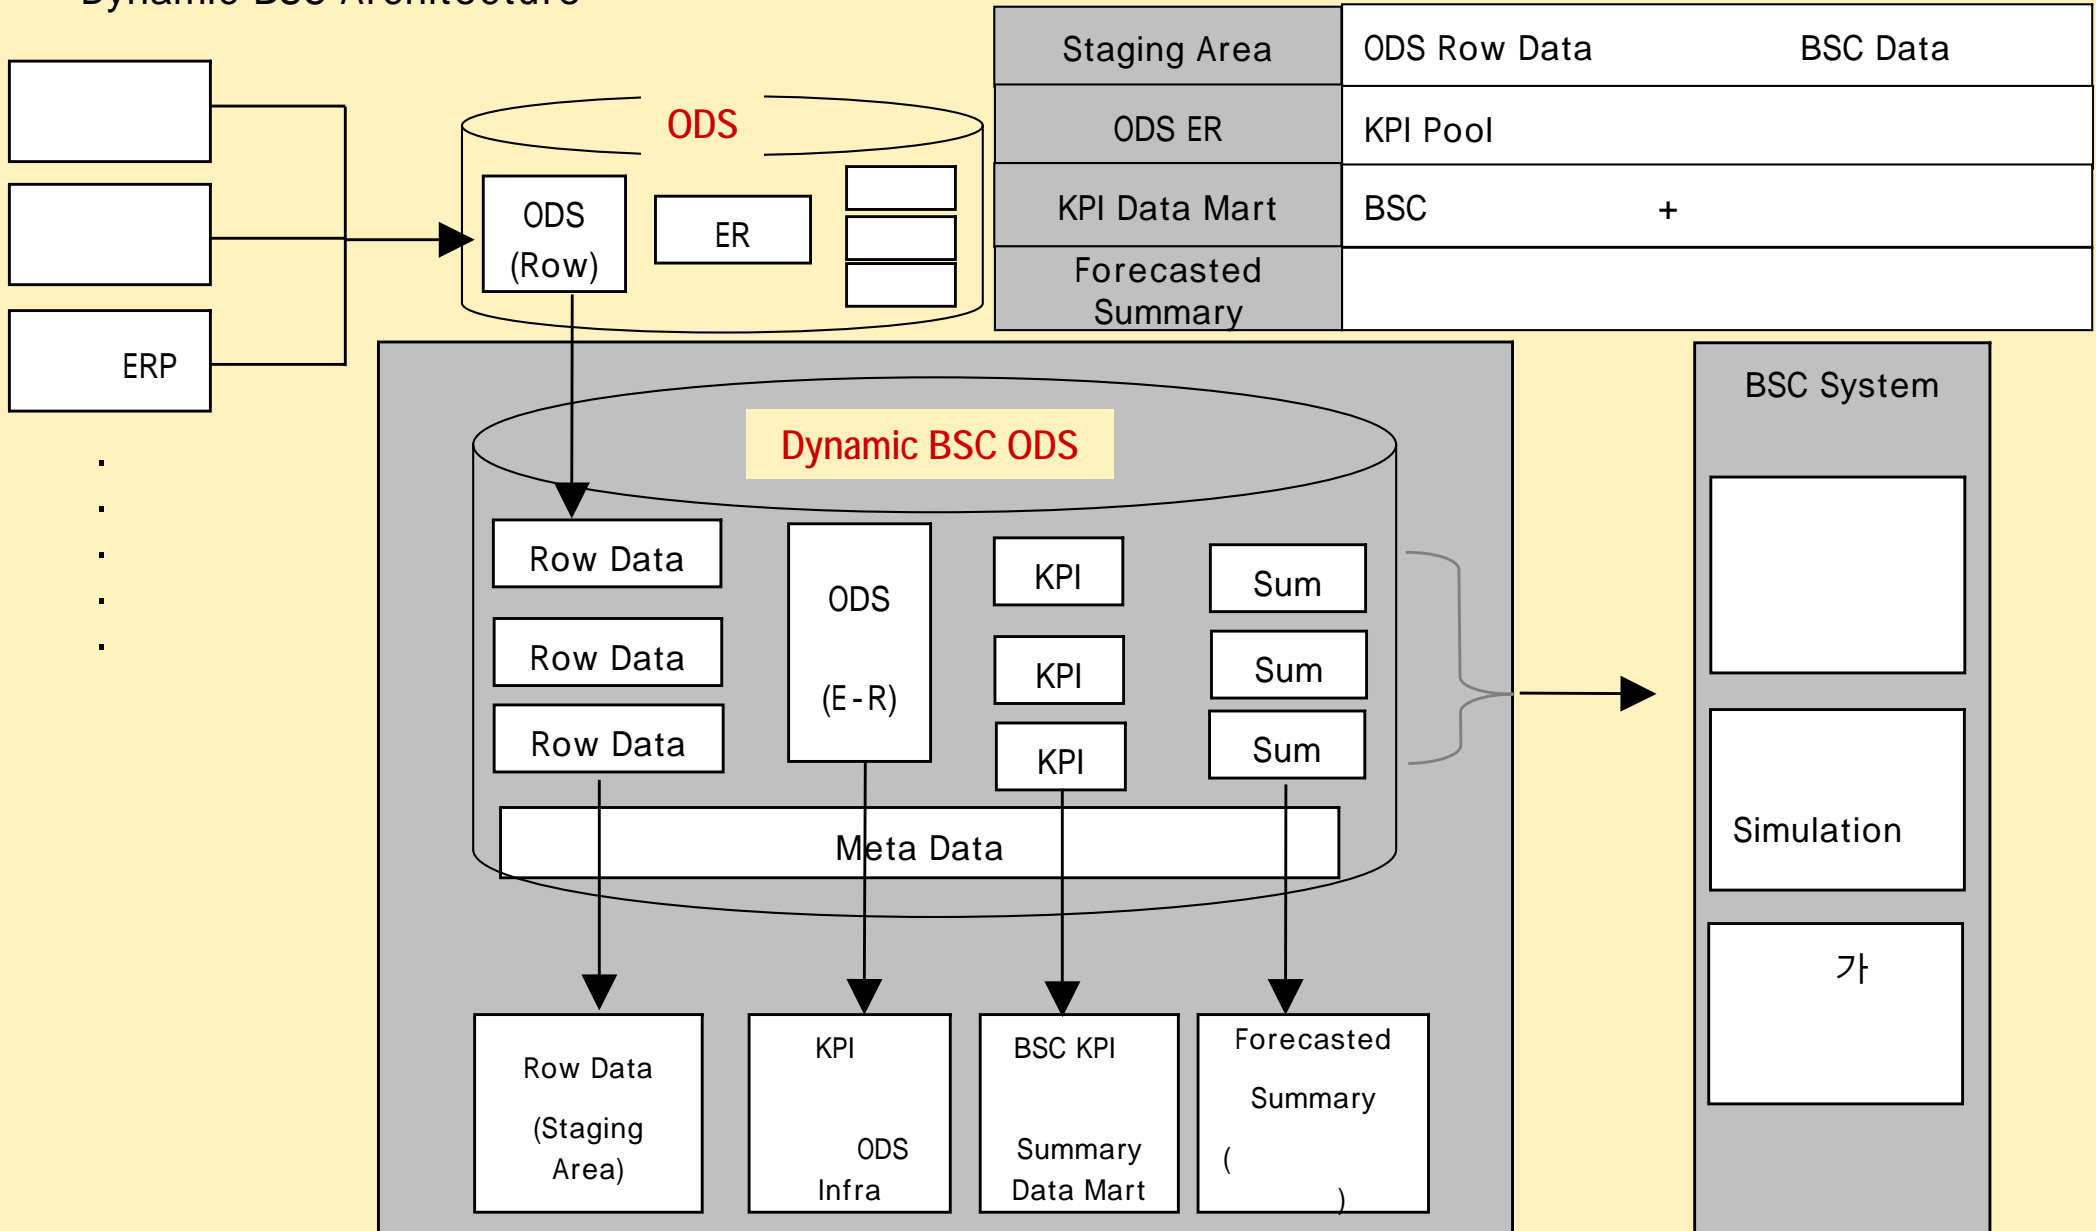 Dynamic BSC Architecture
Staging Area
ODS Row Data BSC Data
ODS ER
KPI Pool
KPI Data Mart
BSC +
Forecasted
Summary
ERP
ODS
ODS
(Row)
ER
Dynamic BSC ODS
Row Data
Row Data
Row Data
ODS
(E-R)
KPI
KPI
KPI
Sum
Sum
Sum
Meta Data
Row Data
(Staging
Area)
KPI
ODS
Infra
BSC KPI
Summary
Data Mart
Forecasted
Summary
(
)
BSC System
Simulation
가